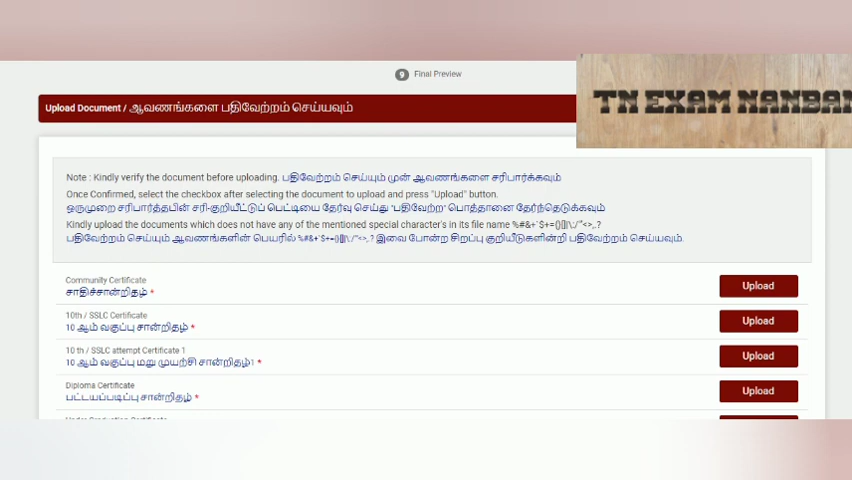 9 Final Preview
TN EXAM NANBAN
Upload Document / ஆவணங்களை பதிவேற்றம் செய்யவும்
Note : Kindly verify the document before uploading. பதிவேற்றம் செய்யும் முன் ஆவணங்களை சரிபார்க்கவும்
Once Confirmed, select the checkbox after selecting the document to upload and press "Upload" button.
ஒருமுறை சரிபார்த்தபின் சரி-குறியீட்டுப் பெட்டியை தேர்வு செய்து "பதிவேற்ற" பொத்தானை தேர்ந்தெடுக்கவும்
Kindly upload the documents which does not have any of the mentioned special character's in its file name %#&+`$+={}[]|\:/'"<>,.?
பதிவேற்றம் செய்யும் ஆவணங்களின் பெயரில் %#&+`$+={}[]|\:/'"<>,.? இவை போன்ற சிறப்பு குறியீடுகளின்றி பதிவேற்றம் செய்யவும்.
Community Certificate
சாதிச்சான்றிதழ் * Upload
10th / SSLC Certificate
10 ஆம் வகுப்பு சான்றிதழ் * Upload
10 th / SSLC attempt Certificate 1
10 ஆம் வகுப்பு மறு முயற்சி சான்றிதழ்1 * Upload
Diploma Certificate
பட்டயப்படிப்பு சான்றிதழ் * Upload